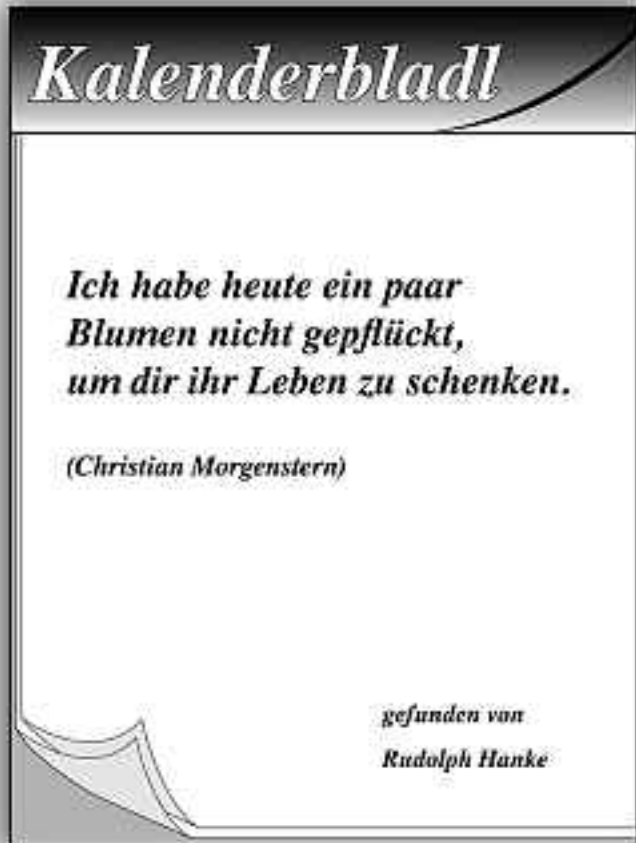 Kalenderbladl
Ich habe heute ein paar
Blumen nicht gepflückt,
um dir ihr Leben zu schenken.
(Christian Morgenstern)
gefunden von
Rudolph Hanke